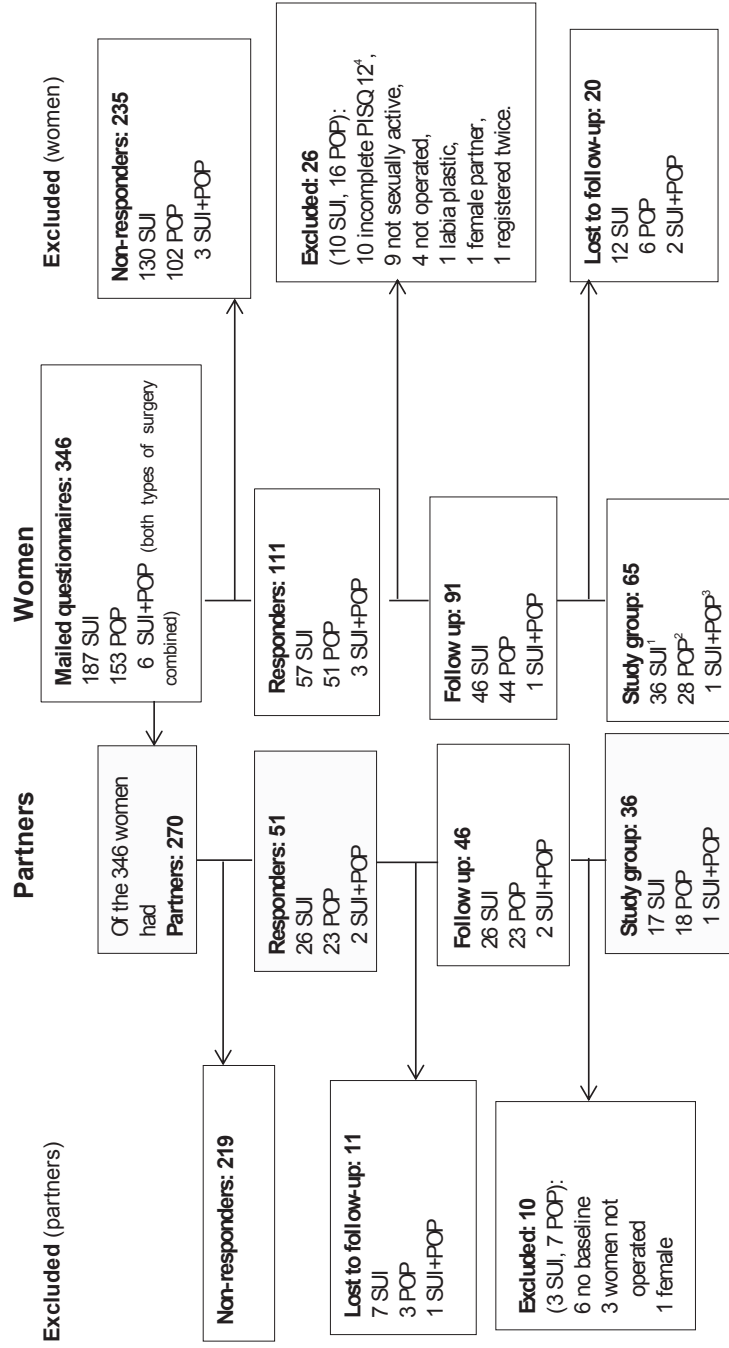 Partners
Women
Excluded (partners)
Excluded (women)
Of the 346 women
had
Partners: 270
Mailed questionnaires: 346
187 SUI
153 POP
6 SUI+POP (both types of surgery
combined)
Non-responders: 219
Non-responders: 235
130 SUI
102 POP
3 SUI+POP
Responders: 51
26 SUI
23 POP
2 SUI+POP
Responders: 111
57 SUI
51 POP
3 SUI+POP
Lost to follow-up: 11
7 SUI
3 POP
1 SUI+POP
Excluded: 26
(10 SUI, 16 POP):
10 incomplete PISQ 12⁴,
9 not sexually active,
4 not operated,
1 labia plastic,
1 female partner,
1 registered twice.
Follow up: 46
26 SUI
23 POP
2 SUI+POP
Follow up: 91
46 SUI
44 POP
1 SUI+POP
Excluded: 10
(3 SUI, 7 POP):
6 no baseline
3 women not
operated
1 female
Lost to follow-up: 20
12 SUI
6 POP
2 SUI+POP
Study group: 36
17 SUI
18 POP
1 SUI+POP
Study group: 65
36 SUI¹
28 POP²
1 SUI+POP³